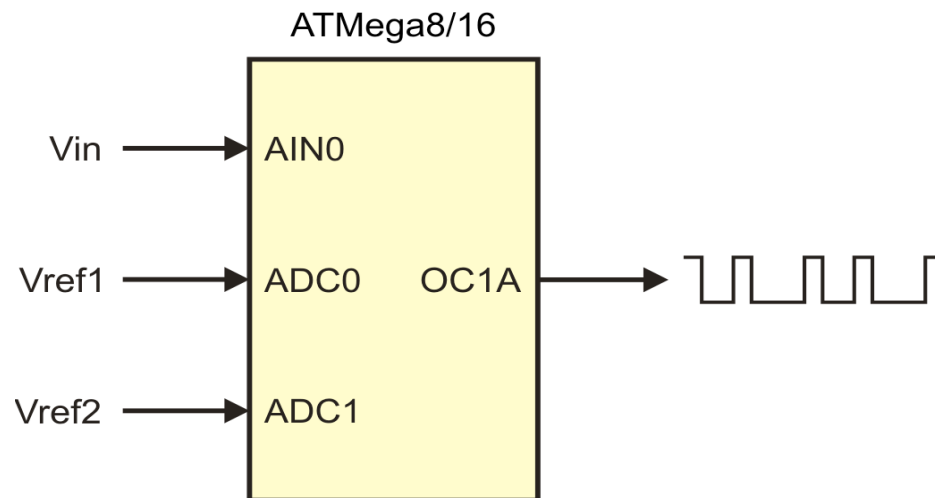 ATMega8/16
Vin
AIN0
Vref1
ADC0
OC1A
Vref2
ADC1